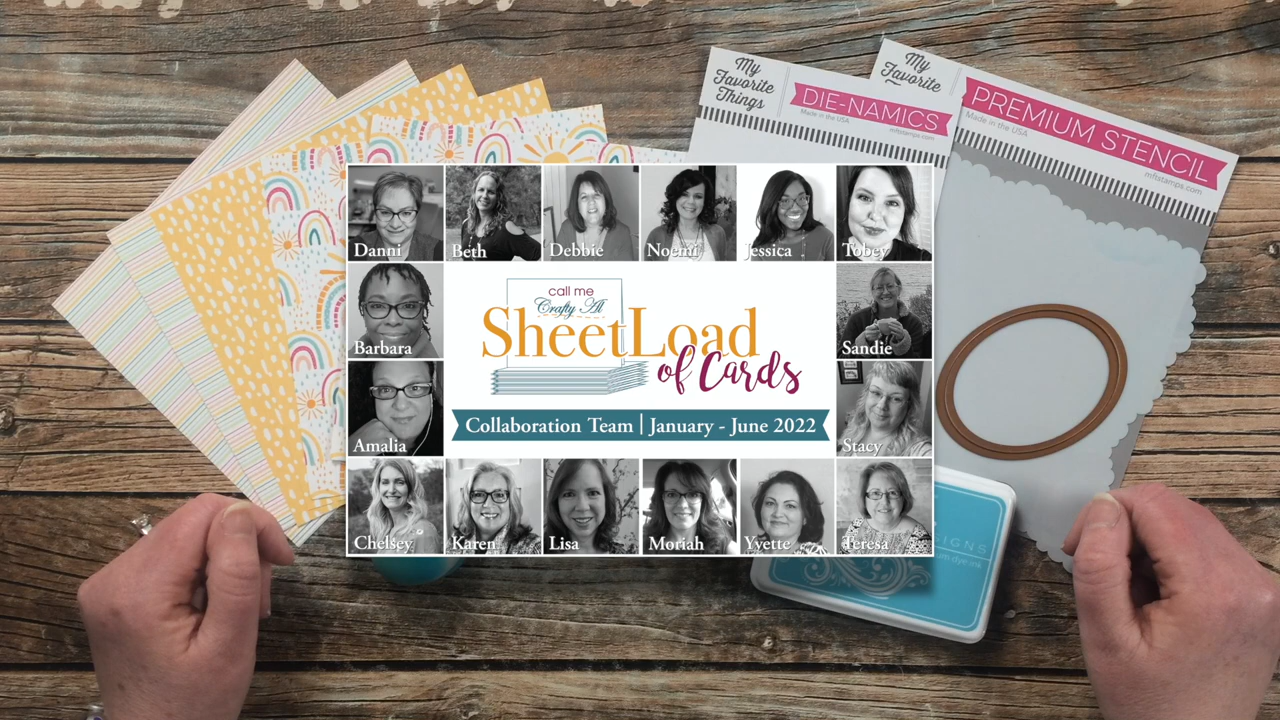 My
Favorite
Things
DIE-NAMICS
Made in the USA
mftstamps.com
My
Favorite
PREMIUM STENCIL
Made in the USA
mftstamps.com
Danni
Beth
Debbie
Noemi
Jessica
Tobey
Barbara
Sandie
call me
Crafty Al
SheetLoad
of Cards
Collaboration Team | January - June 2022
Amalia
Stacy
Chelsey
Karen
Lisa
Moriah
Yvette
Teresa